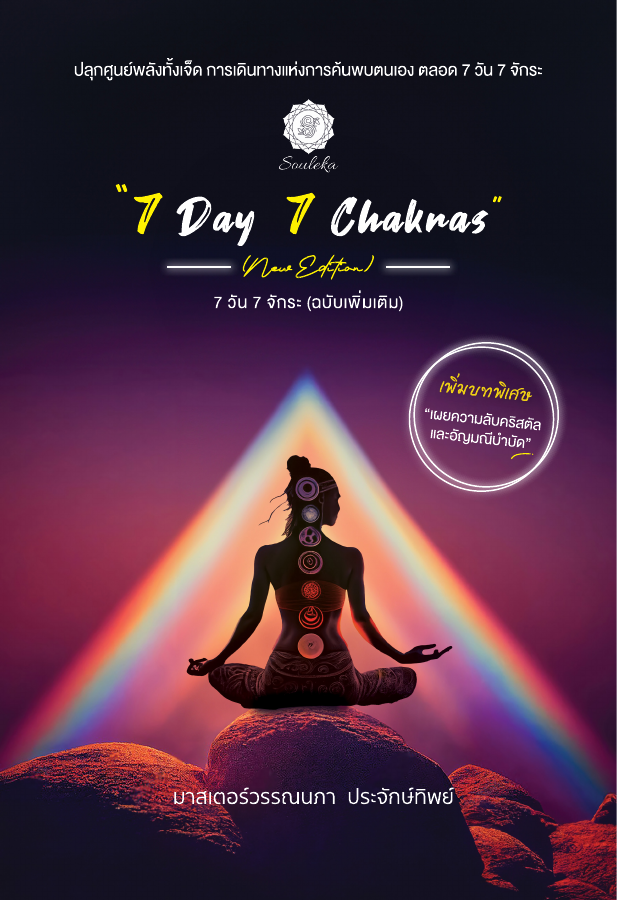 ปลุกศูนย์พลังทั้งเจ็ด การเดินทางแห่งการค้นพบตนเอง ตลอด 7 วัน 7 จักระ
Souleka
"7 Day 7 Chakras"
(New Edition)
7 วัน 7 จักระ (ฉบับเพิ่มเติม)
เพิ่มบทพิเศษ
“เผยความลับคริสตัล
และอัญมณีบำบัด”
มาสเตอร์วรรณนภา ประจักษ์ทิพย์